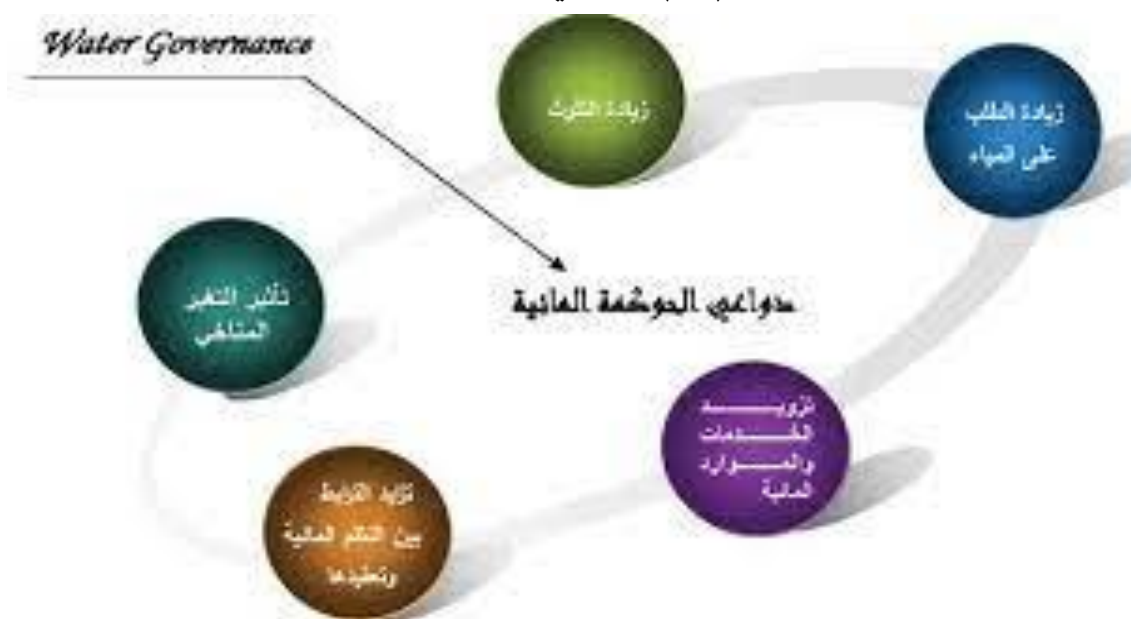 Water Governance
زيادة التلوث
زيادة الطلب
على المياه
تأثير التغير
المناخي
دواعي الحوكمة المائية
تزويد
الخدمات
والموارد
المائية
تزايد الترابط
بين النظم المائية
وتعقيدها